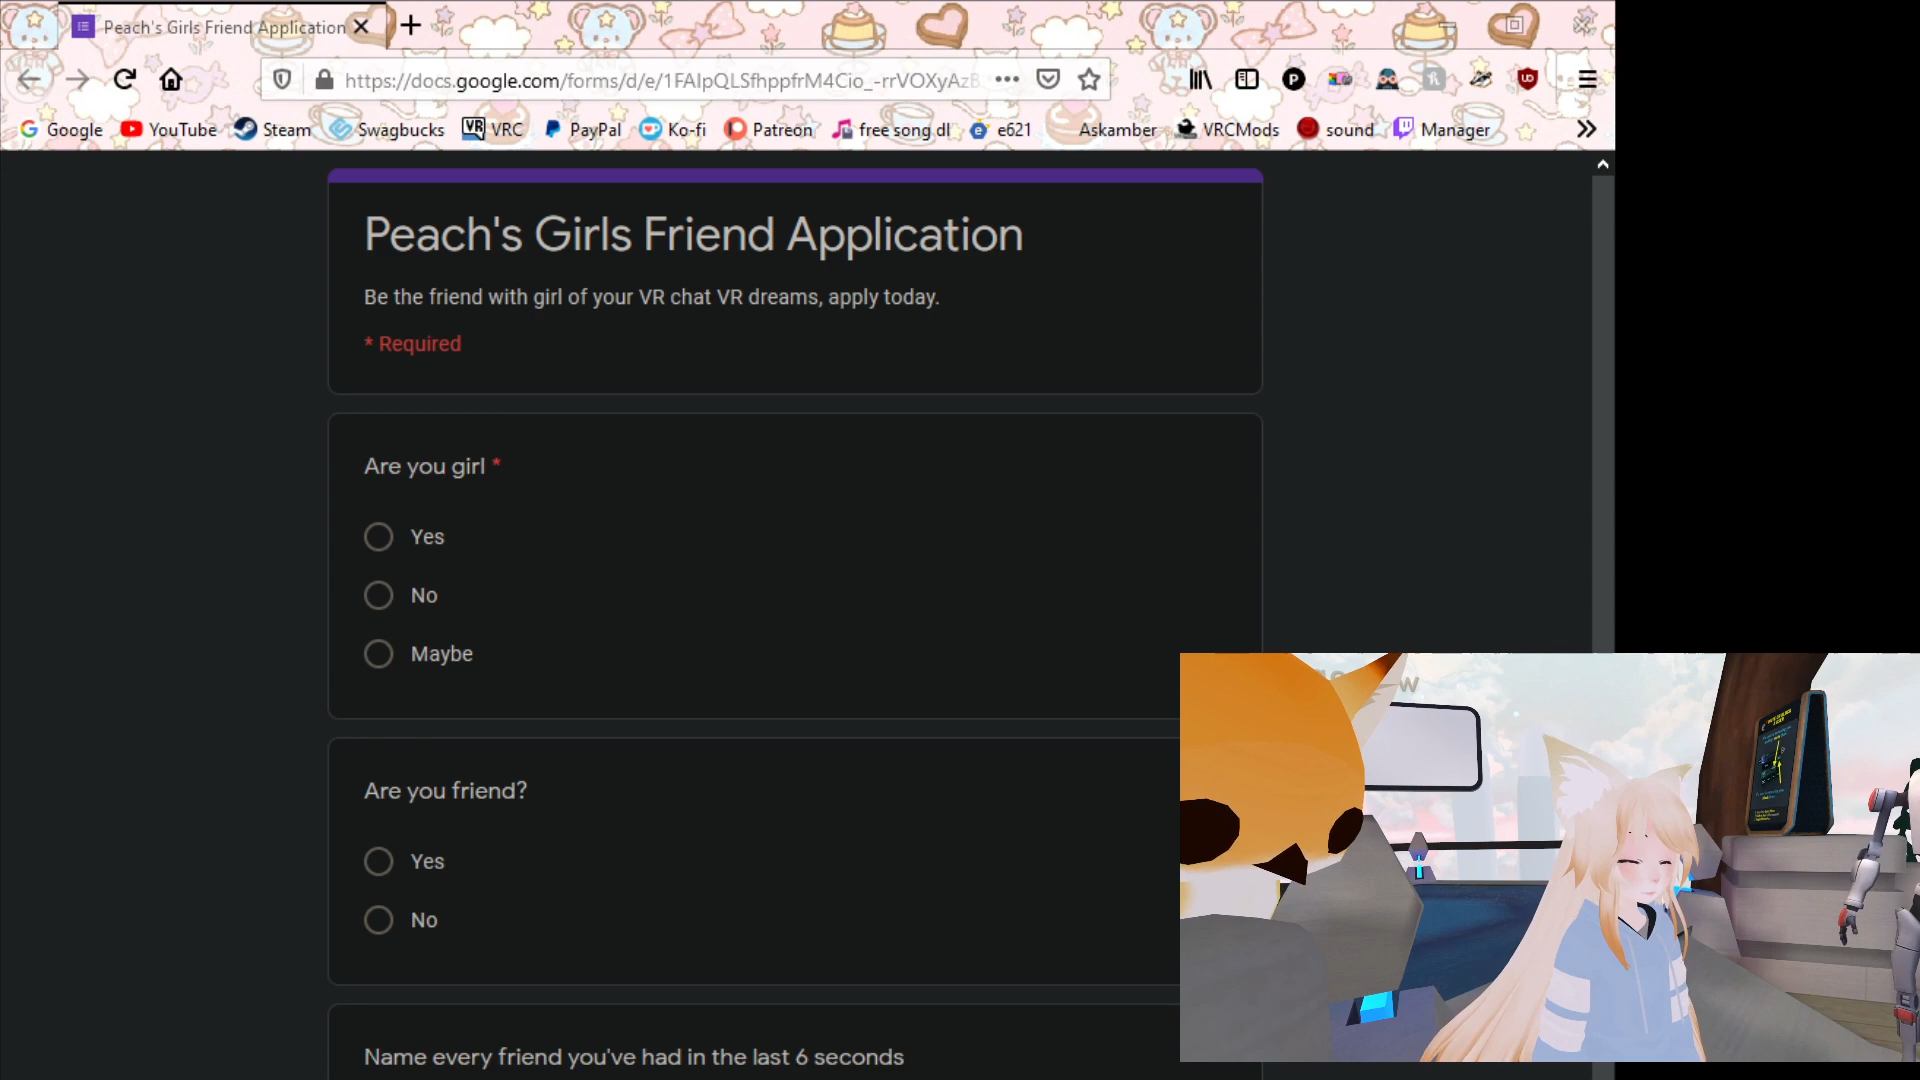 Peach's Girls Friend Application
https://docs.google.com/forms/d/e/1FAIpQLSfhppfrM4Cio_-rrVOXyAzB
Google YouTube Steam Swagbucks VRC PayPal Ko-fi Patreon free song dl e621 Askamber VRCMods sound Manager
Peach's Girls Friend Application
Be the friend with girl of your VR chat VR dreams, apply today.
* Required
Are you girl *
Yes
No
Maybe
Are you friend?
Yes
No
Name every friend you've had in the last 6 seconds